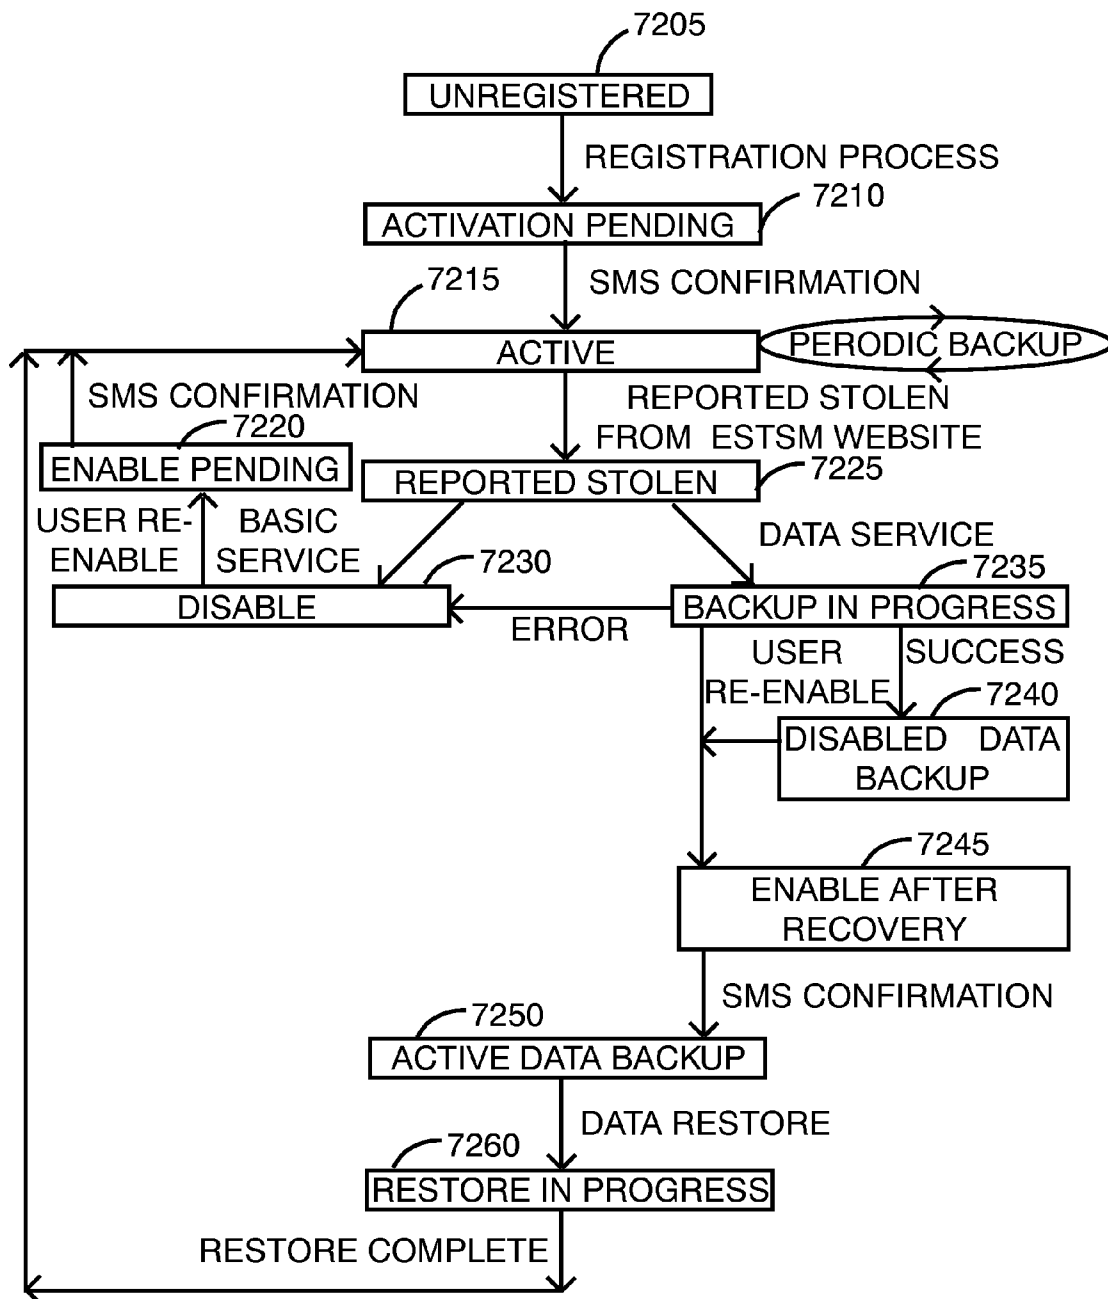 7205
UNREGISTERED
REGISTRATION PROCESS
7210
ACTIVATION PENDING
7215
SMS CONFIRMATION
ACTIVE
PERODIC BACKUP
SMS CONFIRMATION
REPORTED STOLEN
FROM ESTSM WEBSITE
7220
ENABLE PENDING
7225
REPORTED STOLEN
USER RE-
ENABLE
BASIC
SERVICE
DATA SERVICE
7230
DISABLE
7235
BACKUP IN PROGRESS
ERROR
USER
RE-ENABLE
SUCCESS
7240
DISABLED DATA
BACKUP
7245
ENABLE AFTER
RECOVERY
SMS CONFIRMATION
7250
ACTIVE DATA BACKUP
DATA RESTORE
7260
RESTORE IN PROGRESS
RESTORE COMPLETE